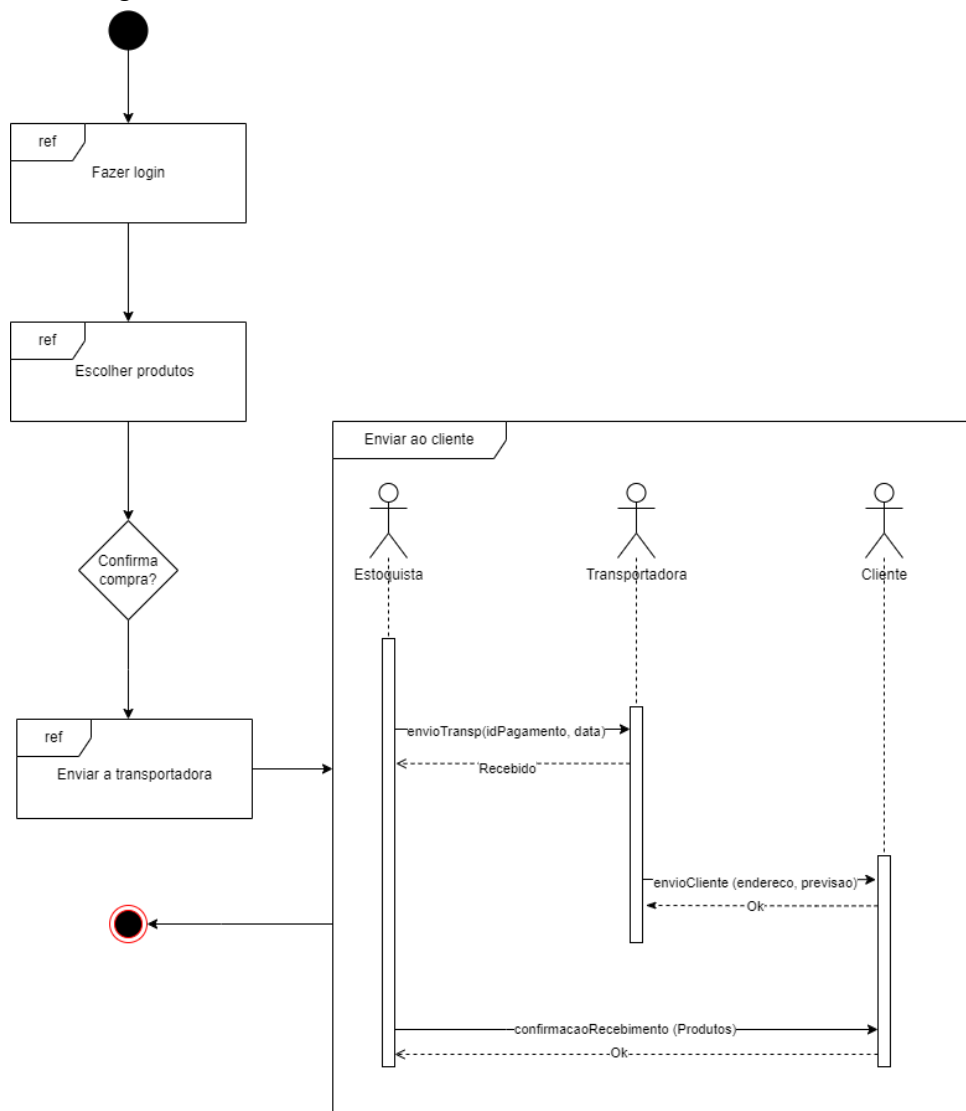 ref
Fazer login
ref
Escolher produtos
Confirma
compra?
ref
Enviar a transportadora
Enviar ao cliente
Estoquista
Transportadora
Cliente
envioTransp(idPagamento, data)
Recebido
envioCliente (endereco, previsao)
Ok
confirmacaoRecebimento (Produtos)
Ok